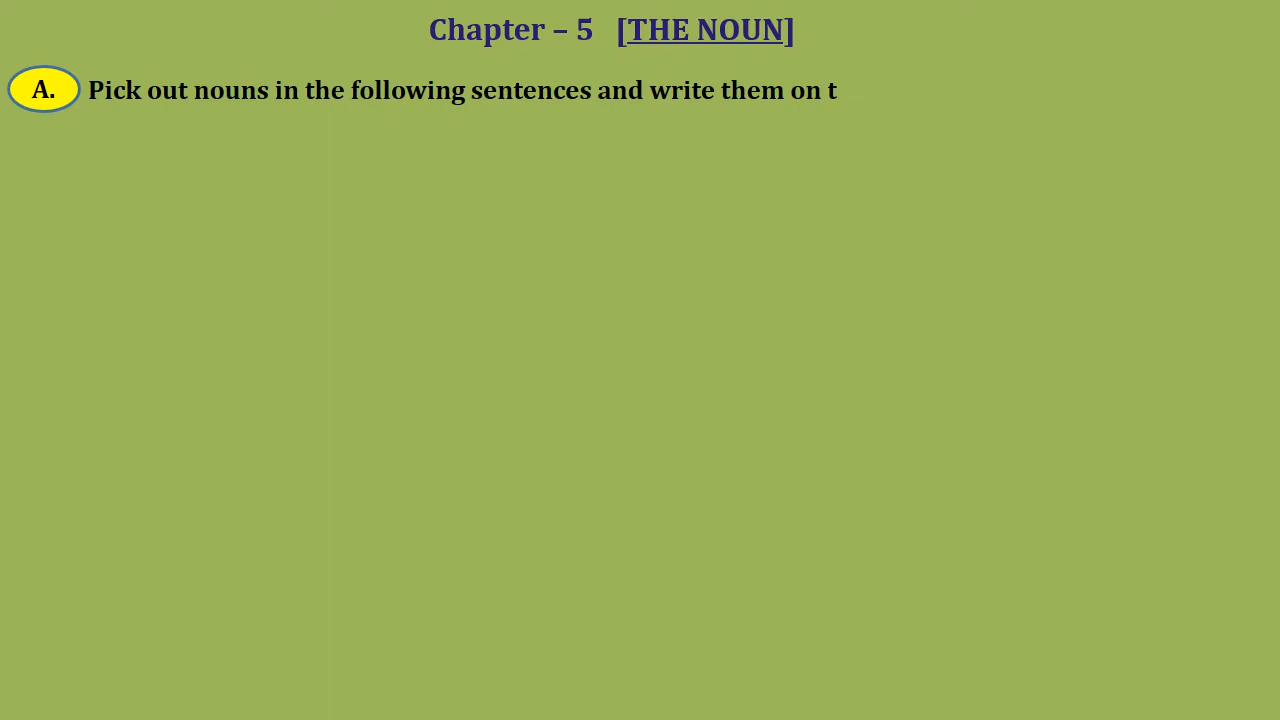 Chapter – 5 [THE NOUN]
A. Pick out nouns in the following sentences and write them on t